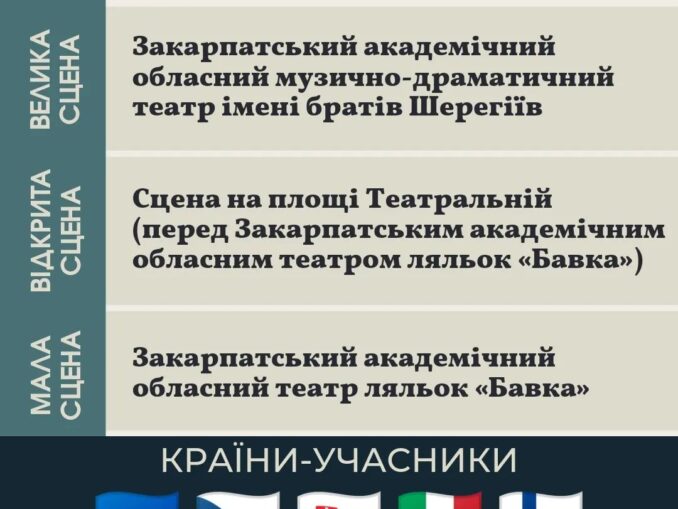 ВЕЛИКА
СЦЕНА
Закарпатський академічний
обласний музично-драматичний
театр імені братів Шерегіїв
ВІДКРИТА
СЦЕНА
Сцена на площі Театральній
(перед Закарпатським академічним
обласним театром ляльок «Бавка»)
МАЛА
СЦЕНА
Закарпатський академічний
обласний театр ляльок «Бавка»
КРАЇНИ-УЧАСНИКИ